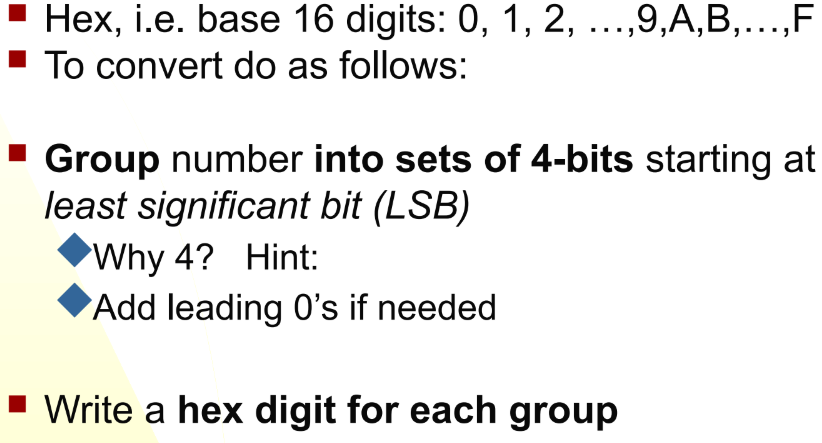 Hex, i.e. base 16 digits: 0, 1, 2, …,9,A,B,…,F
To convert do as follows:
Group number into sets of 4-bits starting at
least significant bit (LSB)
Why 4? Hint:
Add leading 0’s if needed
Write a hex digit for each group